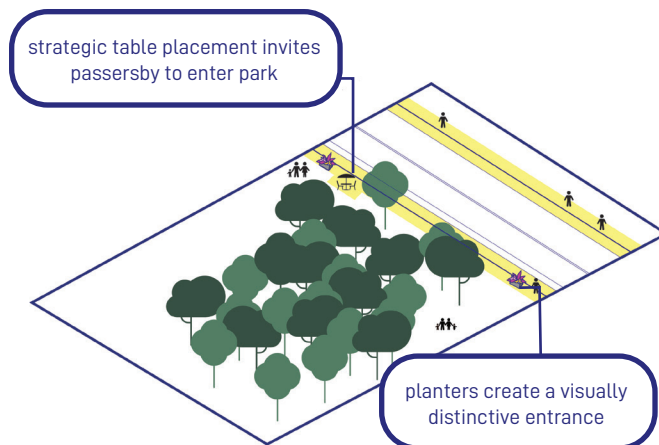 strategic table placement invites
passersby to enter park
planters create a visually
distinctive entrance